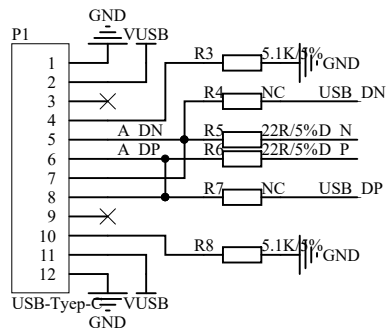 GND
P1
VUSB
R3 5.1K/5%
1
GND
2
R4 NC USB_DN
3
4
A_DN R5 22R/5% D_N
5
A_DP R6 22R/5% D_P
6
7
R7 NC USB_DP
8
9
10
R8 5.1K/5%
11
GND
12
USB-Tyep-C VUSB
GND